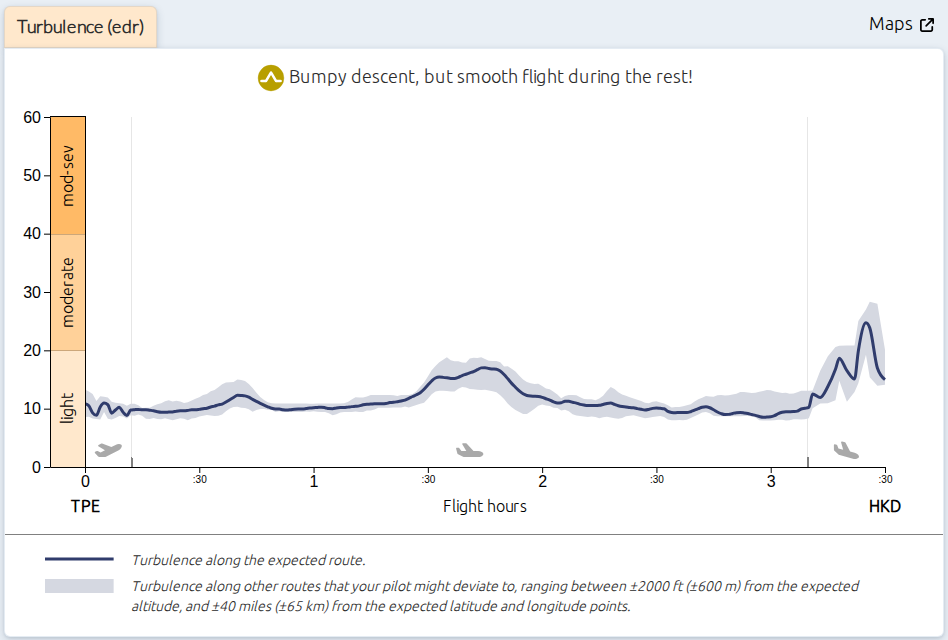 Turbulence (edr)
Maps
Bumpy descent, but smooth flight during the rest!
60
50
40
30
20
10
0
mod-sev
moderate
light
0 :30 1 :30 2 :30 3 :30
TPE Flight hours HKD
Turbulence along the expected route.
Turbulence along other routes that your pilot might deviate to, ranging between ±2000 ft (±600 m) from the expected
altitude, and ±40 miles (±65 km) from the expected latitude and longitude points.